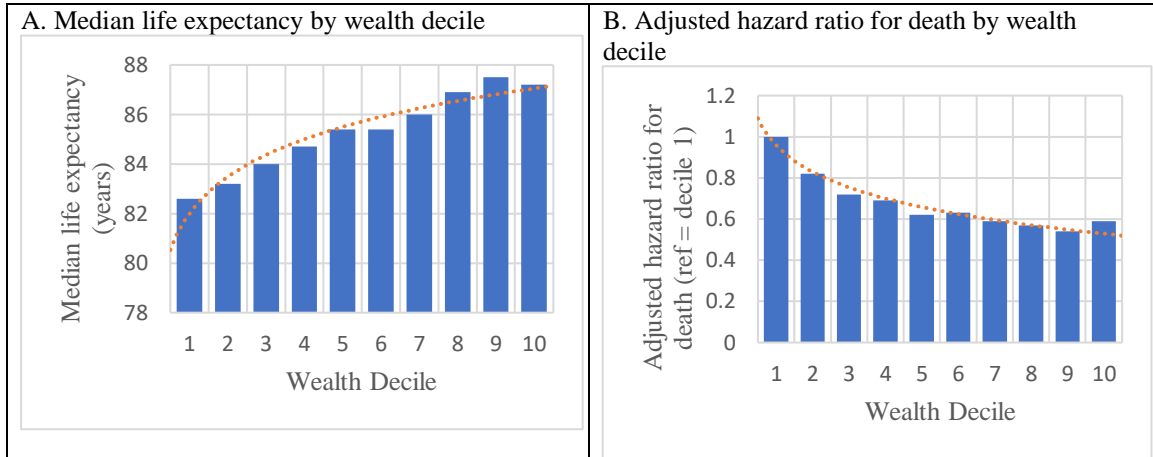 A. Median life expectancy by wealth decile
Median life expectancy
(years)
88
86
84
82
80
78
1 2 3 4 5 6 7 8 9 10
Wealth Decile
B. Adjusted hazard ratio for death by wealth
decile
Adjusted hazard ratio for
death (ref = decile 1)
1.2
1
0.8
0.6
0.4
0.2
0
1 2 3 4 5 6 7 8 9 10
Wealth Decile